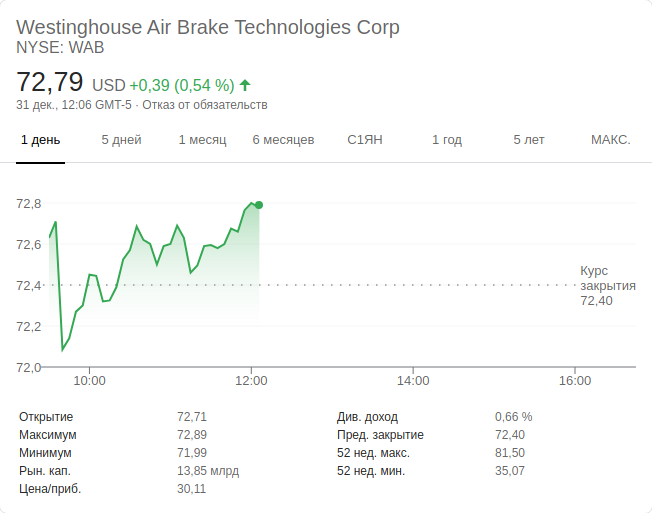 Westinghouse Air Brake Technologies Corp
NYSE: WAB
72,79 USD +0,39 (0,54 %)
31 дек., 12:06 GMT-5 · Отказ от обязательств
1 день 5 дней 1 месяц 6 месяцев С1ЯН 1 год 5 лет МАКС.
72,8
72,6
72,4
72,2
72,0
Курс
закрытия
72,40
10:00 12:00 14:00 16:00
Открытие 72,71 Див. доход 0,66 %
Максимум 72,89 Пред. закрытие 72,40
Минимум 71,99 52 нед. макс. 81,50
Рын. кап. 13,85 млрд 52 нед. мин. 35,07
Цена/приб. 30,11